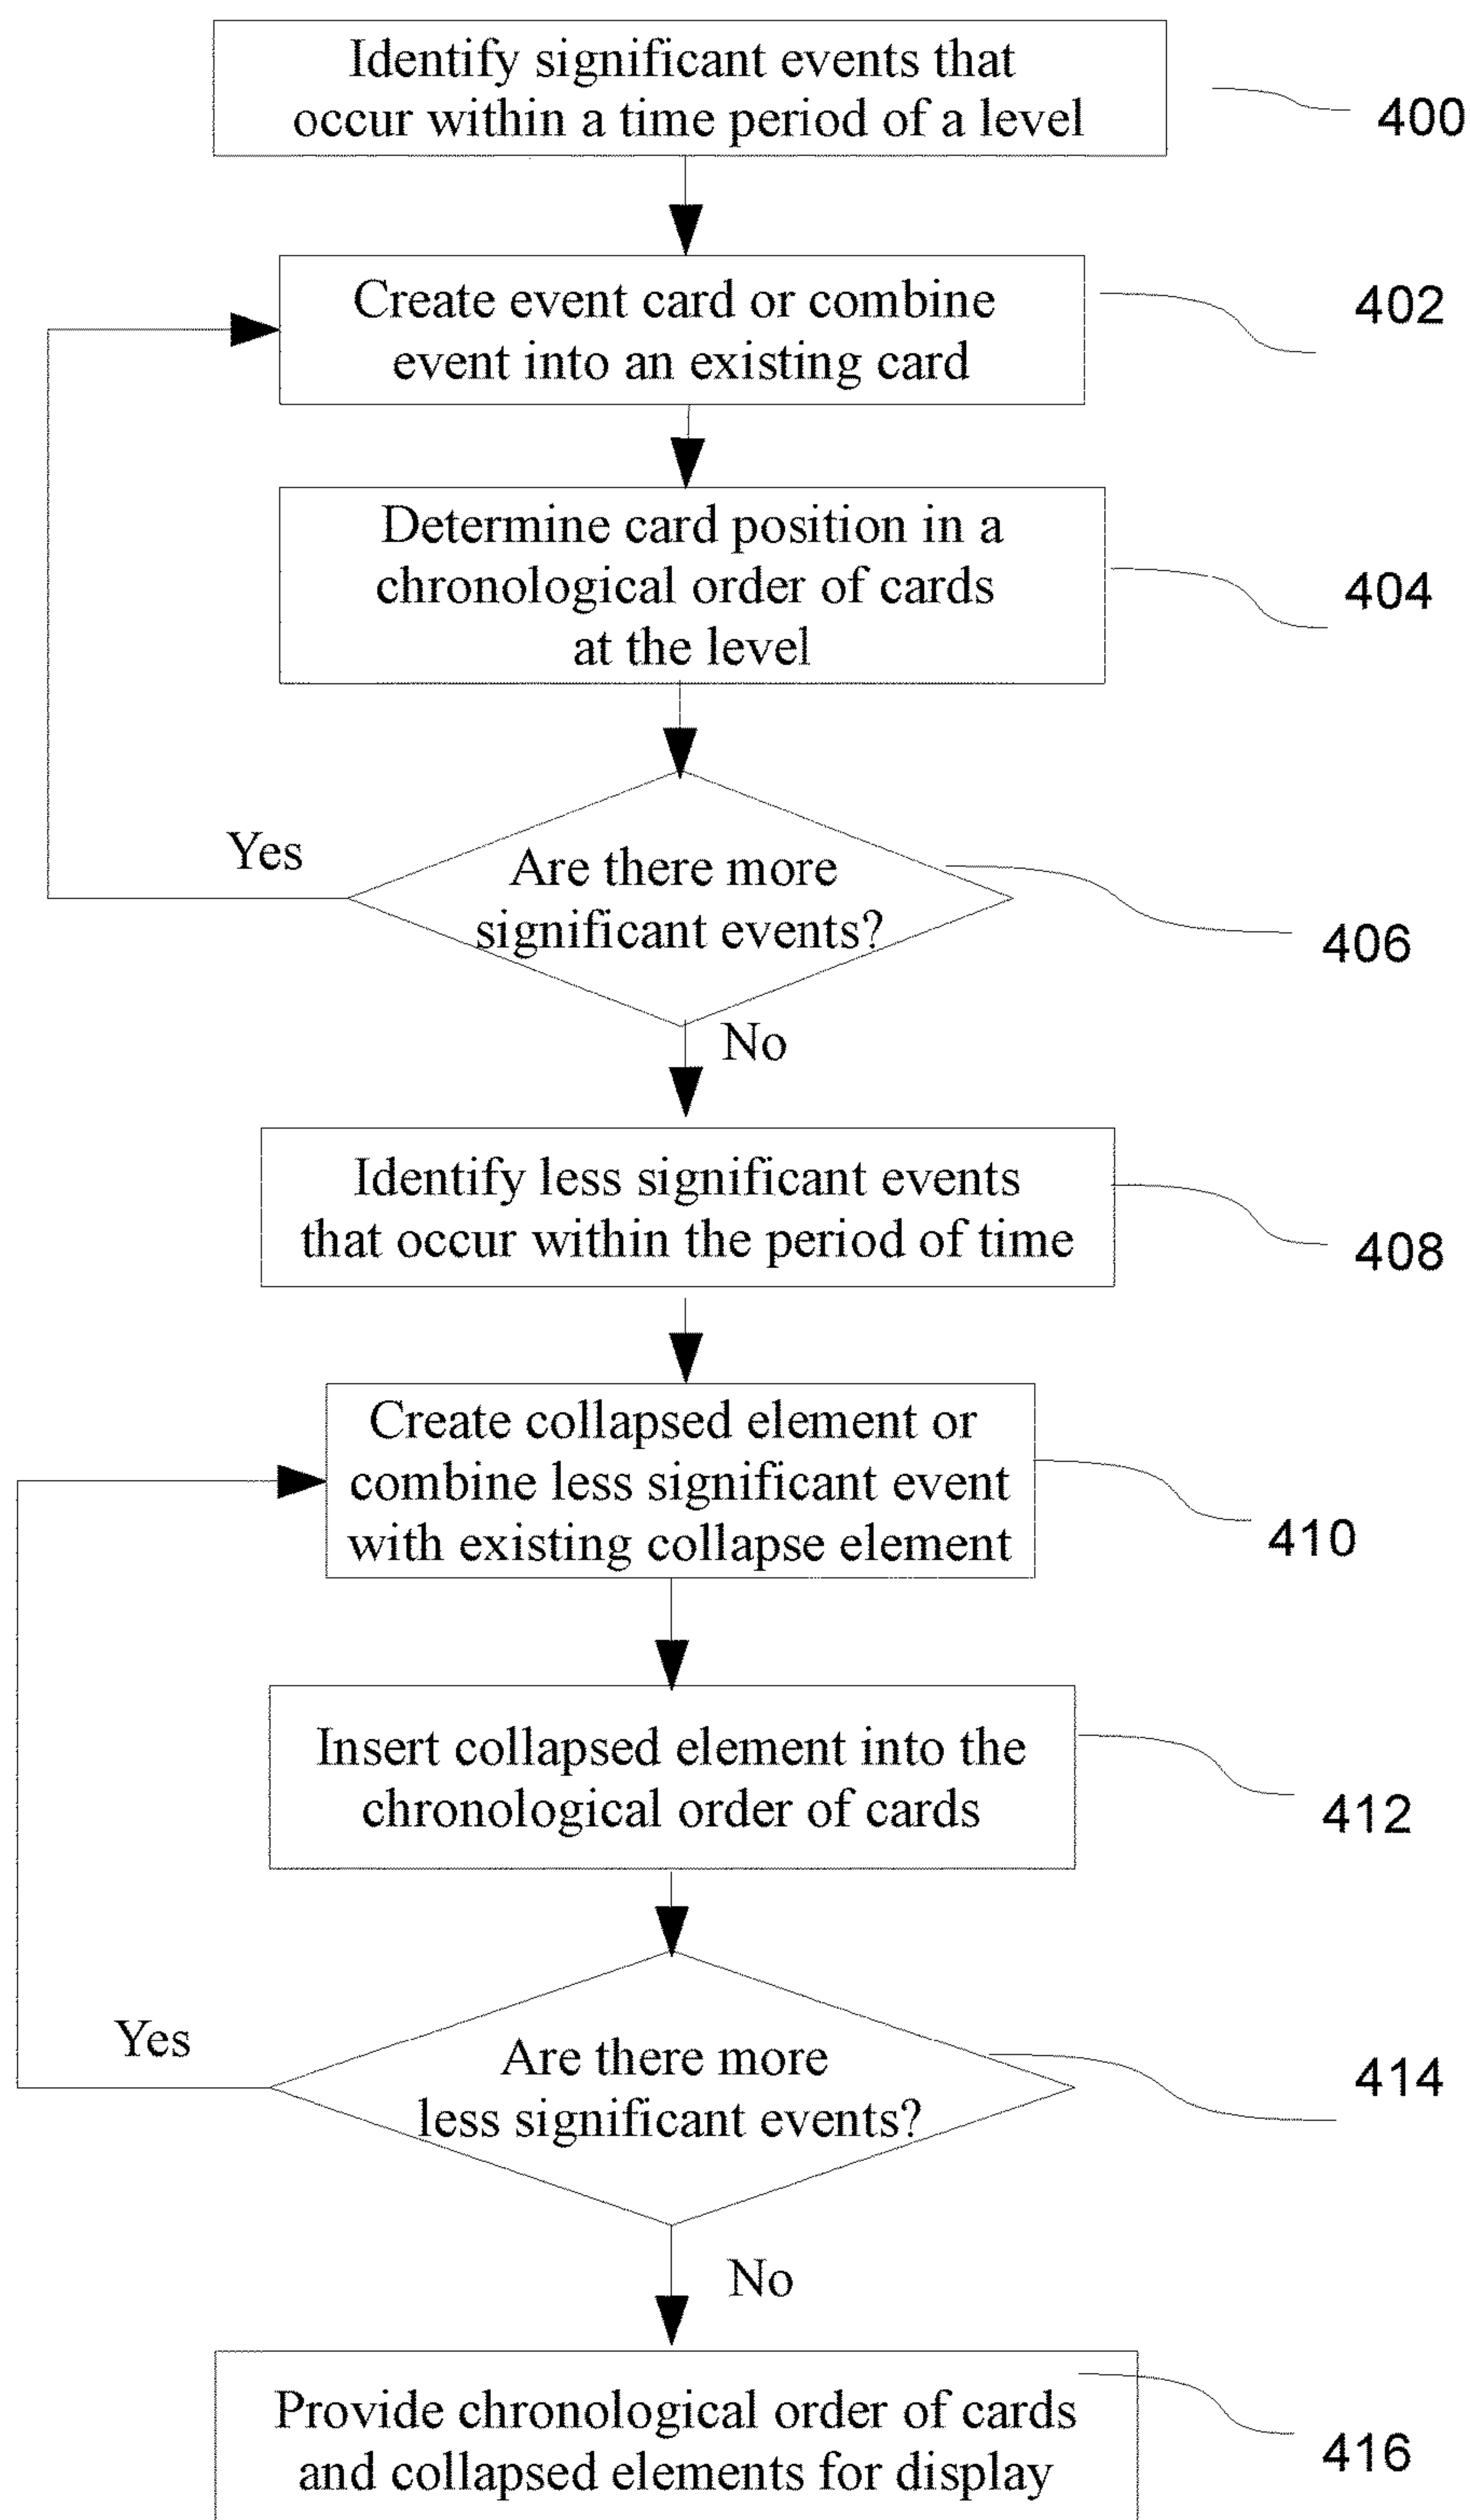 Identify significant events that
occur within a time period of a level
400
Create event card or combine
event into an existing card
402
Determine card position in a
chronological order of cards
at the level
404
Yes
Are there more
significant events?
406
No
Identify less significant events
that occur within the period of time
408
Create collapsed element or
combine less significant event
with existing collapse element
410
Insert collapsed element into the
chronological order of cards
412
Yes
Are there more
less significant events?
414
No
Provide chronological order of cards
and collapsed elements for display
416